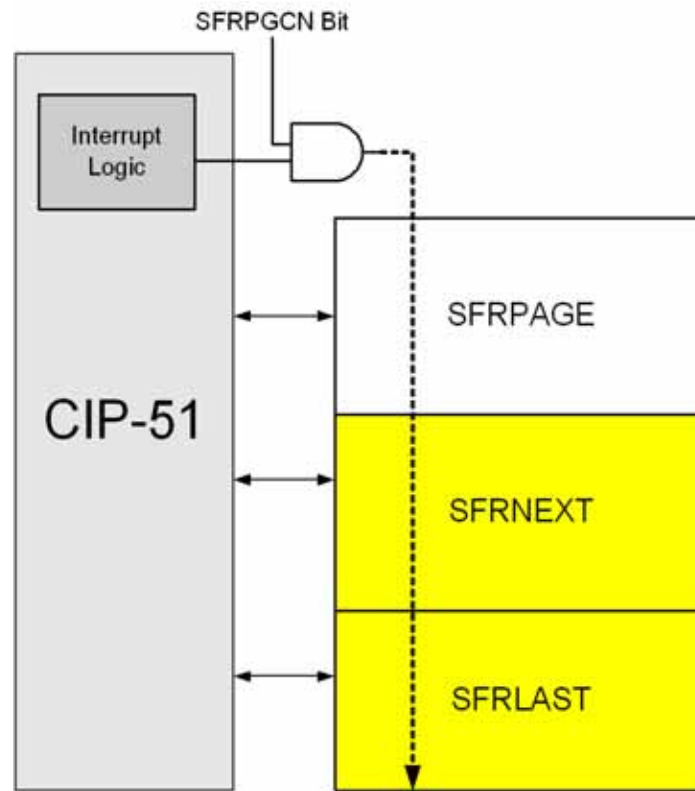 SFRPGCN Bit
Interrupt
Logic
SFRPAGE
CIP-51
SFRNEXT
SFRLAST